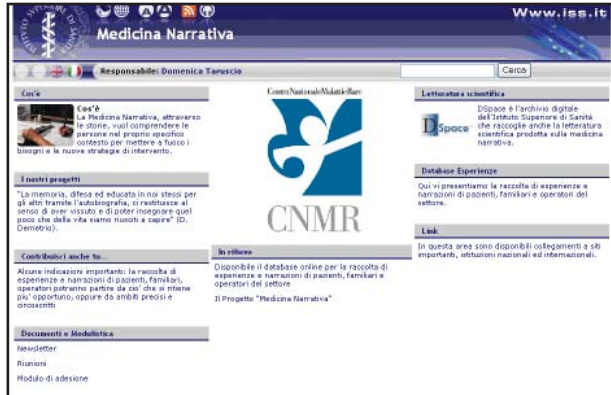 Www.iss.it
ISTITUTO SUPERIORE DI SANITÀ
Medicina Narrativa
Responsabile: Domenica Taruscio
Cerca
Cos'è
Cos'è
La Medicina Narrativa, attraverso
le storie, vuol comprendere le
persone nel proprio specifico
contesto per mettere a fuoco i
bisogni e le nuove strategie di intervento.
I nostri progetti
"La memoria, difesa ed educata in noi stessi per
gli altri tramite l'autobiografia, ci restituisce al
senso di aver vissuto e di poter insegnare quel
poco che della vita siamo riusciti a capire" (D.
Demetrio).
Contribuisci anche tu...
Alcune indicazioni importanti: la raccolta di
esperienze e narrazioni di pazienti, familiari,
operatori potranno partire da cio' che si ritiene
piu' opportuno, oppure da ambiti precisi e
circoscritti
Documenti e Modulistica
Newsletter
Riunioni
Modulo di adesione
CentroNazionaleMalattieRare
CNMR
In rilievo
Disponibile il database online per la raccolta di
esperienze e narrazioni di pazienti, familiari e
operatori del settore
Il Progetto "Medicina Narrativa"
Letteratura scientifica
DSpace
DSpace è l'archivio digitale
dell'Istituto Superiore di Sanità
che raccoglie anche la letteratura
scientifica prodotta sulla medicina
narrativa.
Database Esperienze
Qui vi presentiamo la raccolta di esperienze e
narrazioni di pazienti, familiari e operatori del
settore.
Link
In questa area sono disponibili collegamenti a siti
importanti, istituzioni nazionali ed internazionali.